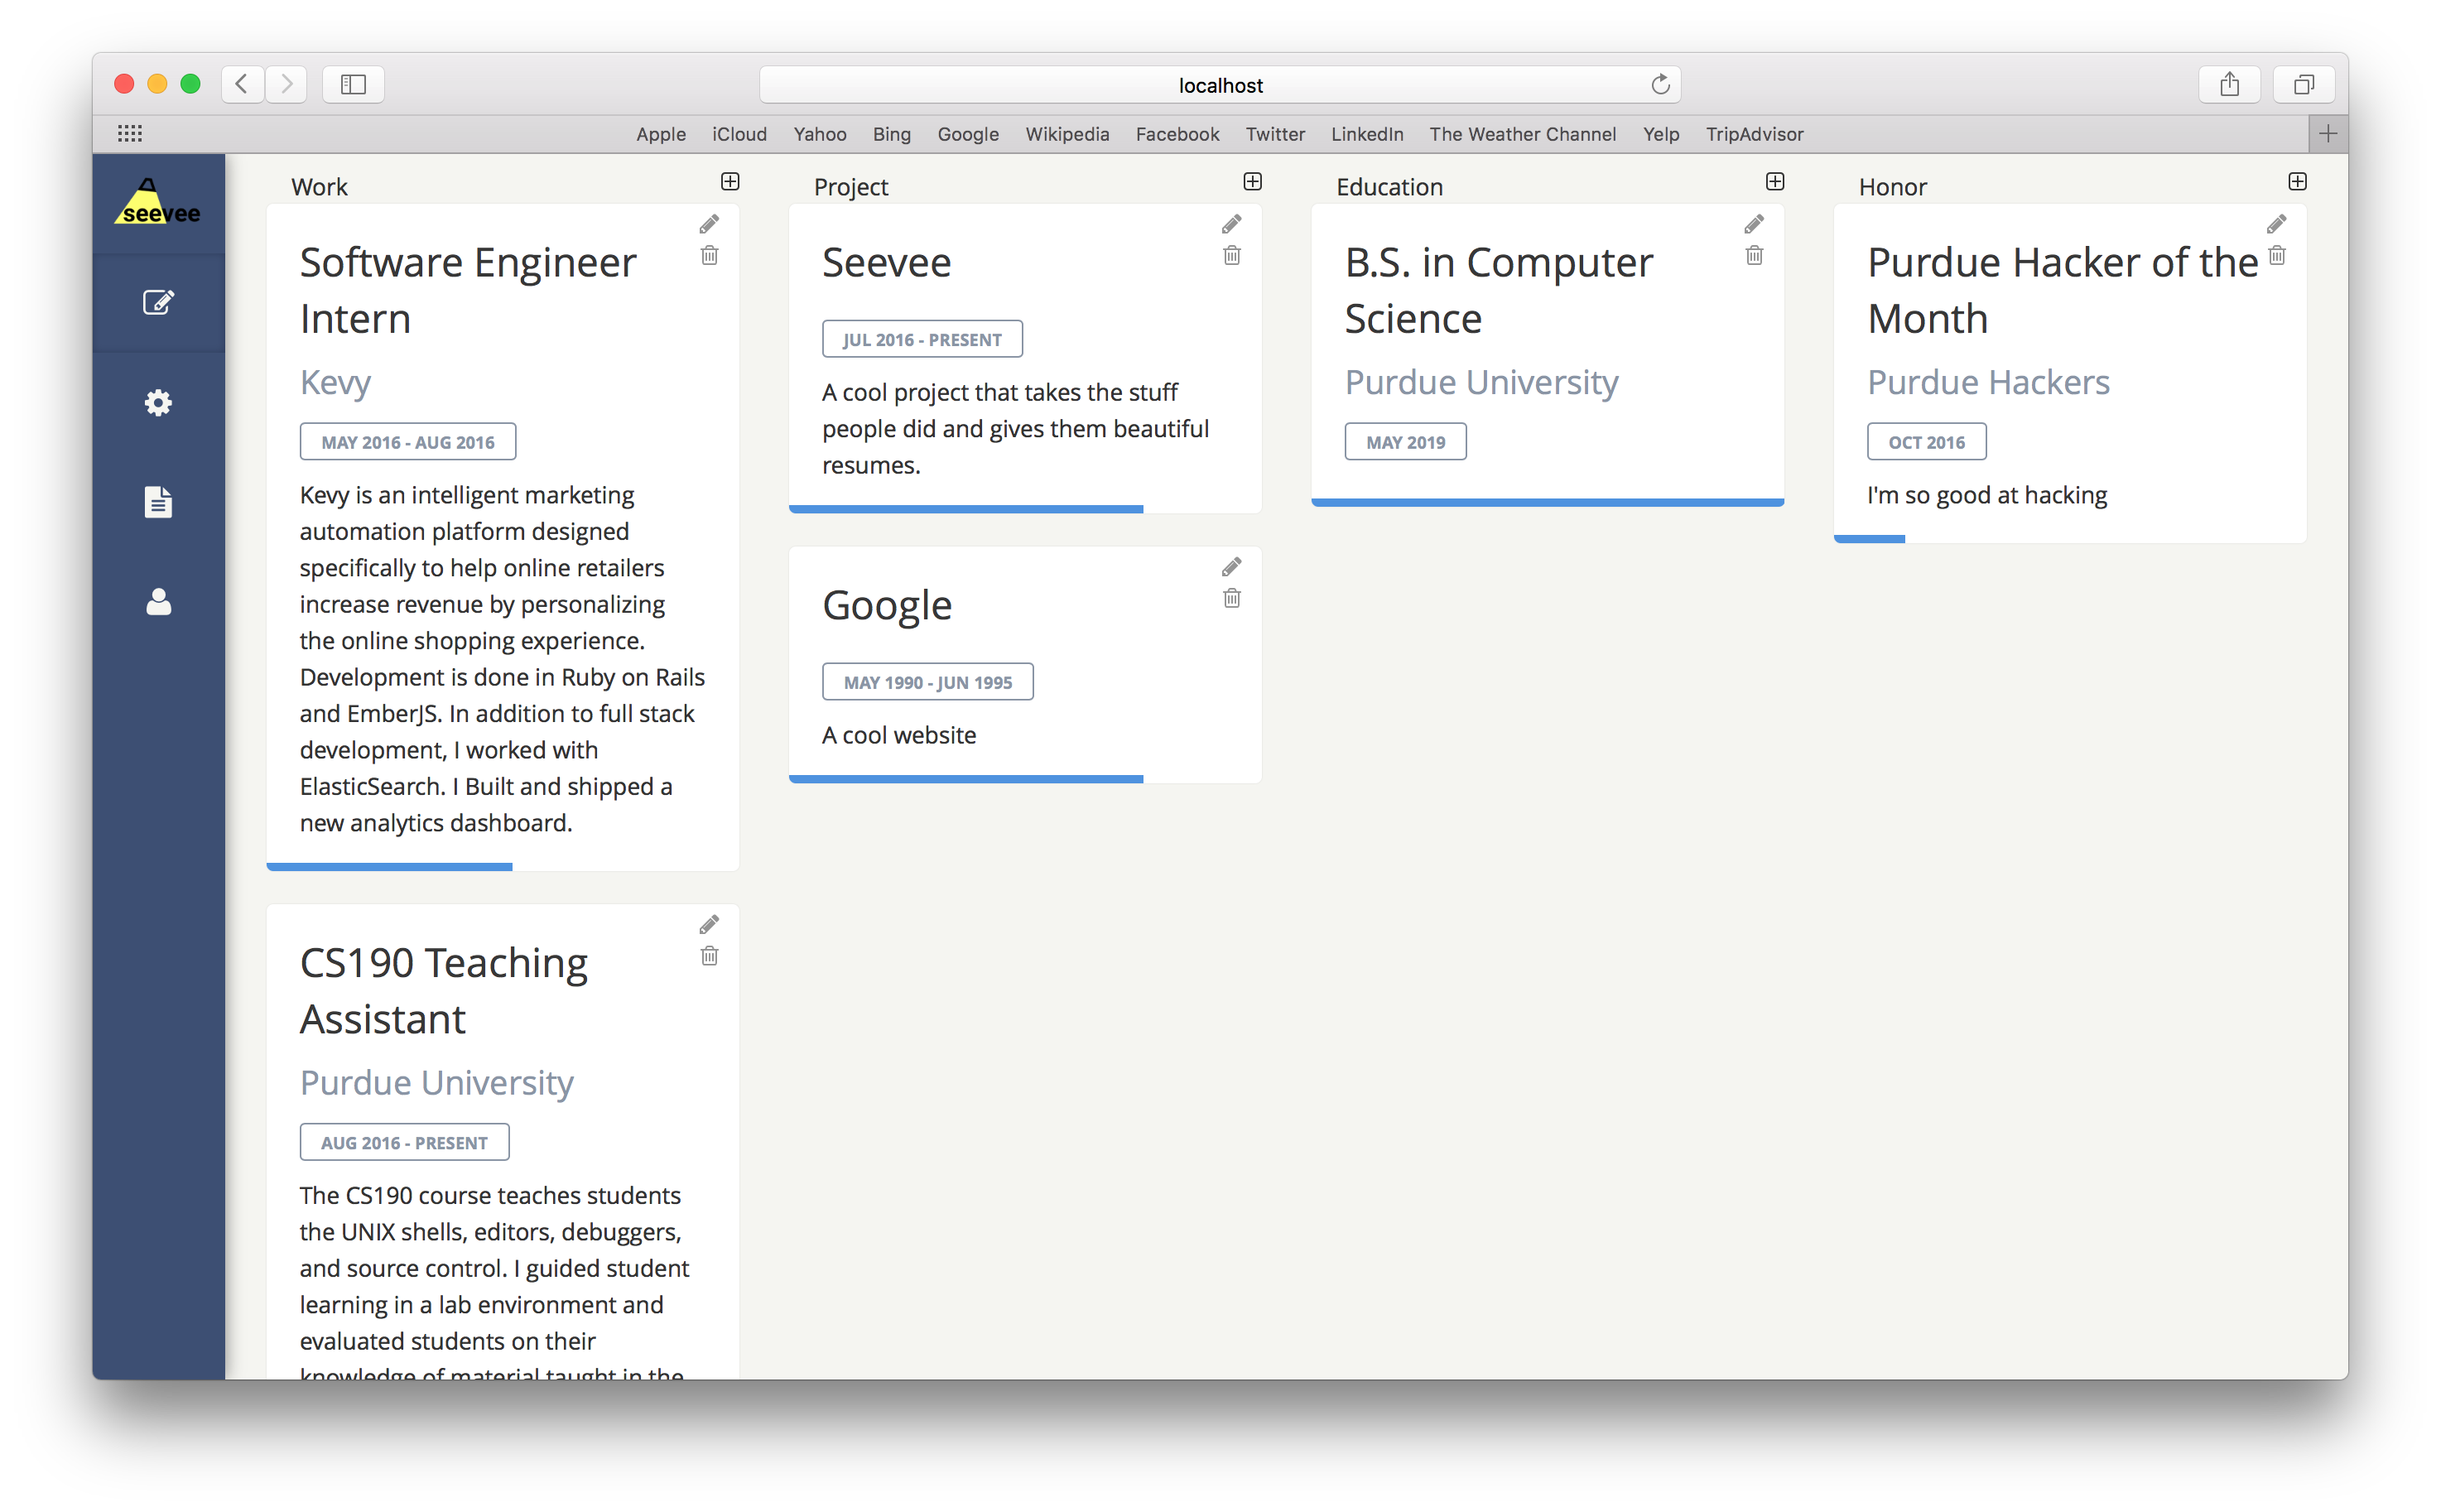 localhost
Apple iCloud Yahoo Bing Google Wikipedia Facebook Twitter LinkedIn The Weather Channel Yelp TripAdvisor
seevee
Work
Software Engineer
Intern
Kevy
MAY 2016 - AUG 2016
Kevy is an intelligent marketing
automation platform designed
specifically to help online retailers
increase revenue by personalizing
the online shopping experience.
Development is done in Ruby on Rails
and EmberJS. In addition to full stack
development, I worked with
ElasticSearch. I Built and shipped a
new analytics dashboard.
CS190 Teaching
Assistant
Purdue University
AUG 2016 - PRESENT
The CS190 course teaches students
the UNIX shells, editors, debuggers,
and source control. I guided student
learning in a lab environment and
evaluated students on their
knowledge of material taught in the
Project
Seevee
JUL 2016 - PRESENT
A cool project that takes the stuff
people did and gives them beautiful
resumes.
Google
MAY 1990 - JUN 1995
A cool website
Education
B.S. in Computer
Science
Purdue University
MAY 2019
Honor
Purdue Hacker of the
Month
Purdue Hackers
OCT 2016
I'm so good at hacking